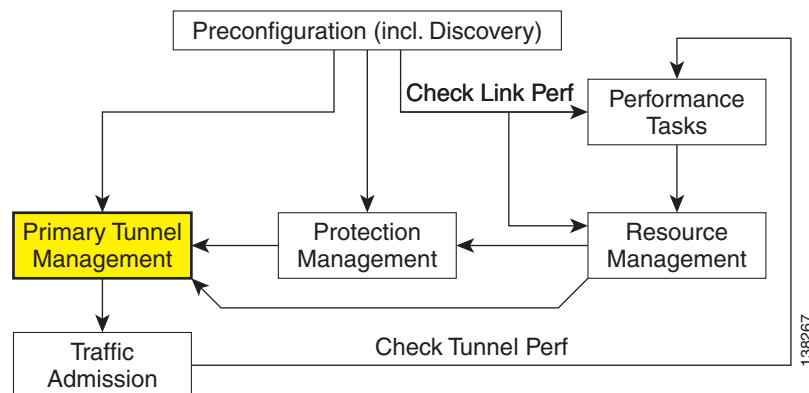 Preconfiguration (incl. Discovery)
Check Link Perf
Performance
Tasks
Primary Tunnel
Management
Protection
Management
Resource
Management
Traffic
Admission
Check Tunnel Perf
138267